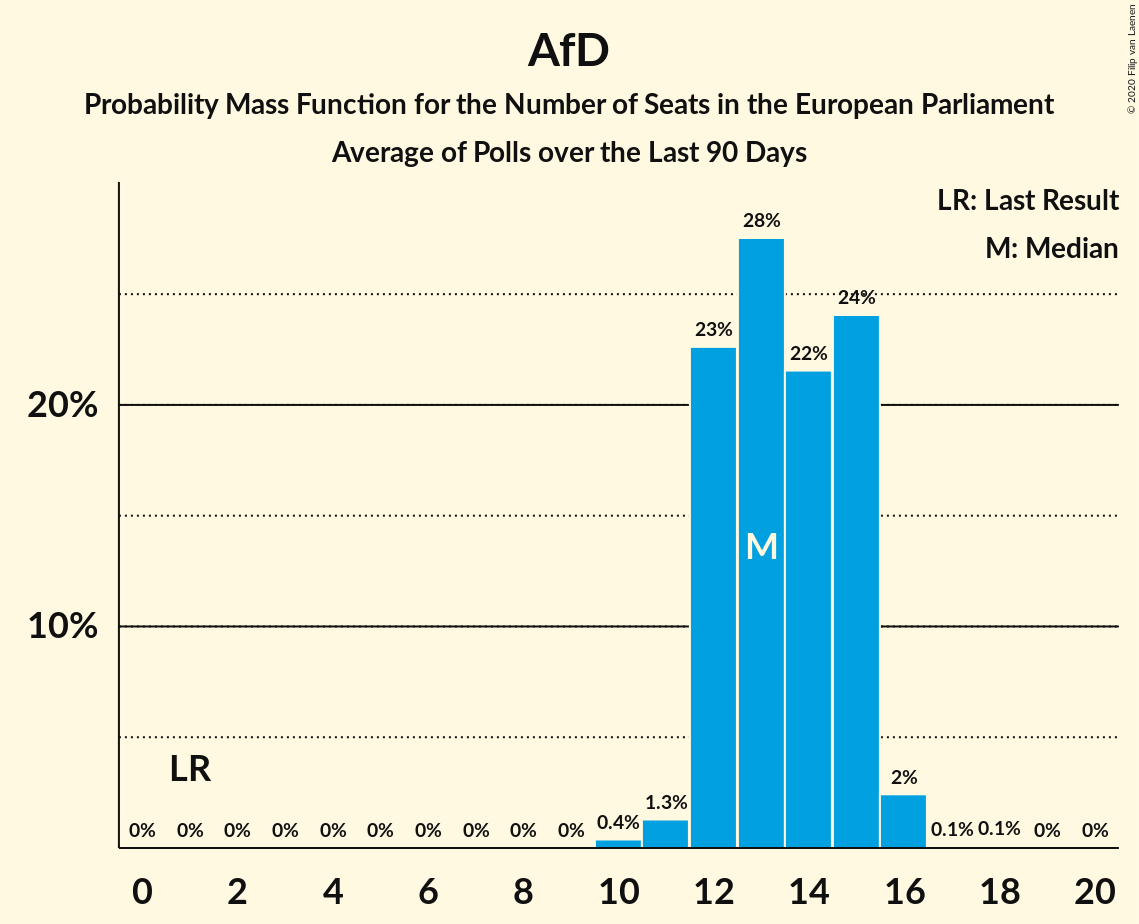 AfD
Probability Mass Function for the Number of Seats in the European Parliament
Average of Polls over the Last 90 Days
© 2020 Filip van Laenen
LR: Last Result
M: Median
28%
24%
23%
22%
20%
M
10%
LR
2%
1.3%
0% 0% 0% 0% 0% 0% 0% 0% 0% 0% 0.4% 0.1% 0.1% 0% 0%
0 2 4 6 8 10 12 14 16 18 20